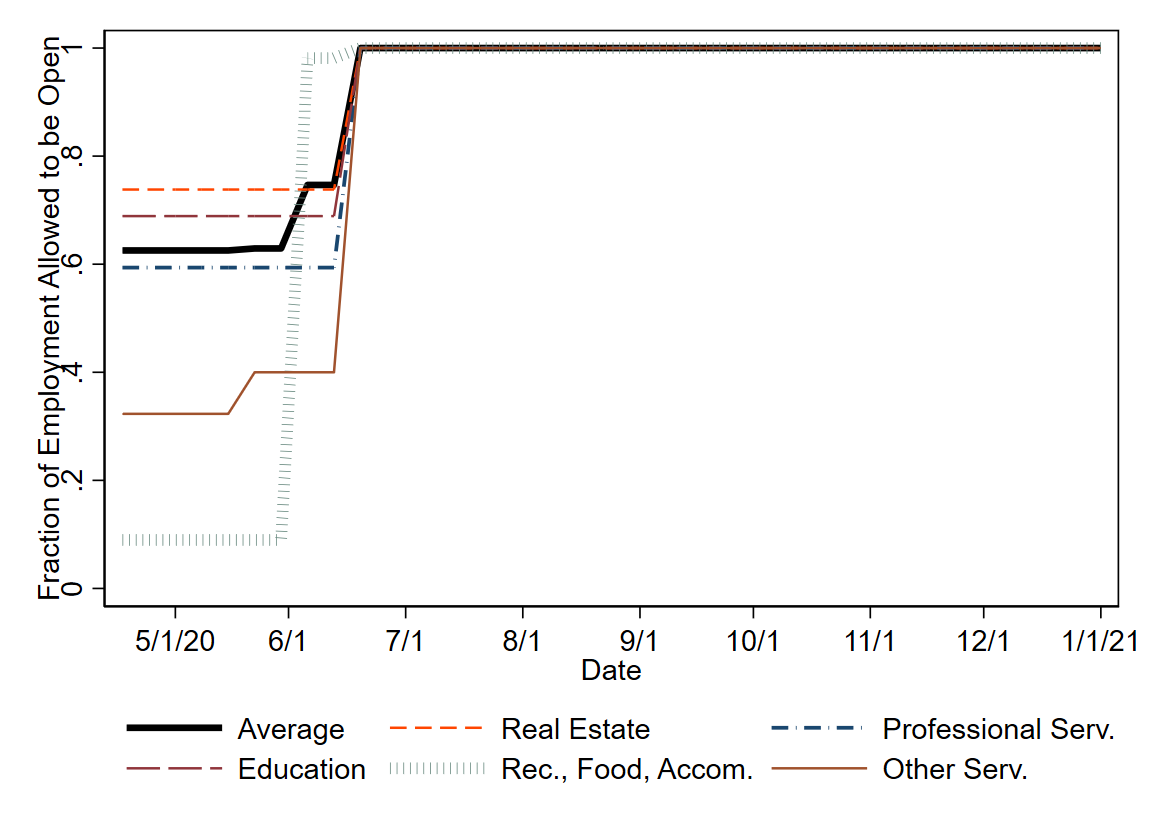 Fraction of Employment Allowed to be Open
1
.8
.6
.4
.2
0
5/1/20 6/1 7/1 8/1 9/1 10/1 11/1 12/1 1/1/21
Date
Average Real Estate Professional Serv.
Education Rec., Food, Accom. Other Serv.